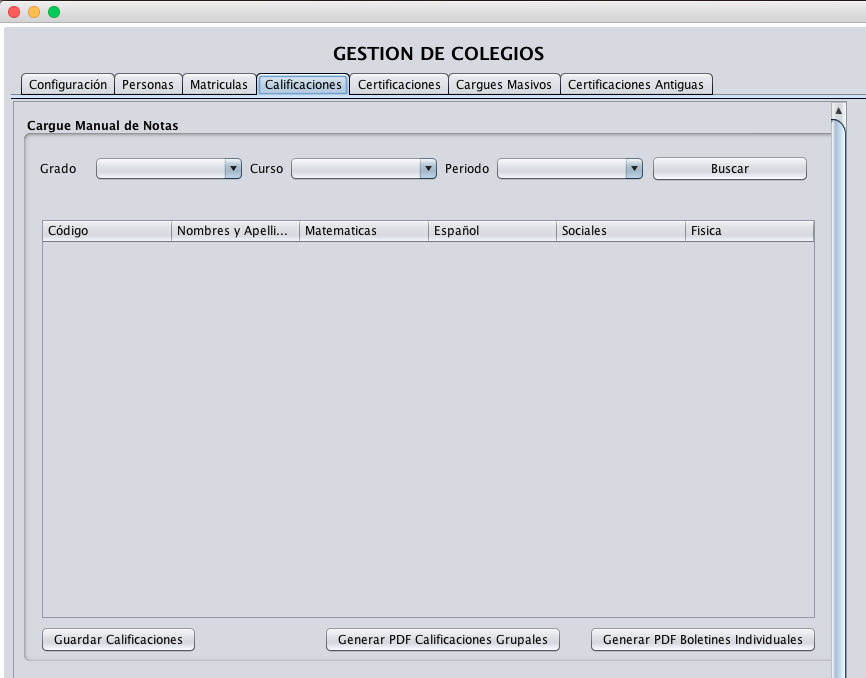 GESTION DE COLEGIOS
Configuración Personas Matriculas Calificaciones Certificaciones Cargues Masivos Certificaciones Antiguas
Cargue Manual de Notas
Grado Curso Periodo Buscar
Código Nombres y Apelli... Matematicas Español Sociales Fisica
Guardar Calificaciones Generar PDF Calificaciones Grupales Generar PDF Boletines Individuales